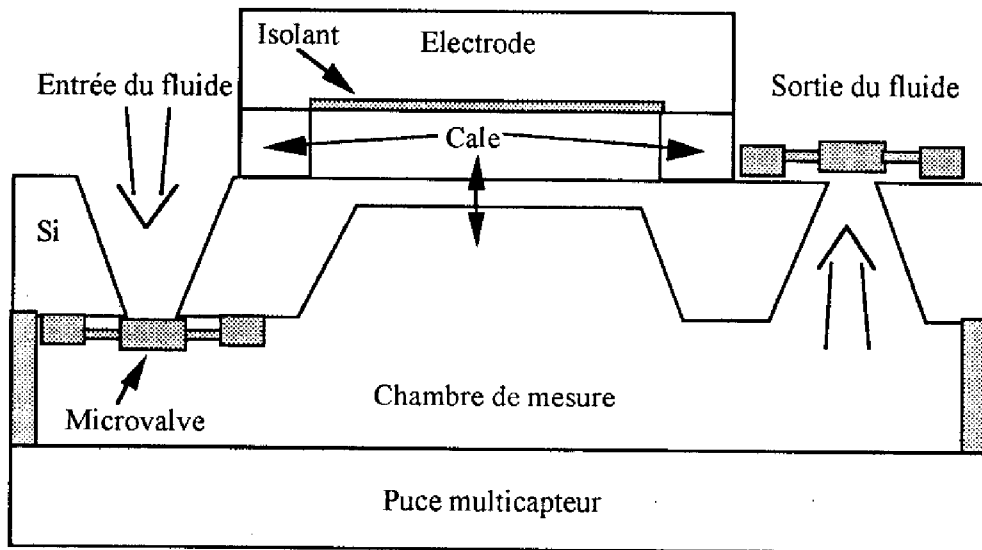 Isolant
Electrode
Entrée du fluide
Sortie du fluide
Cale
Si
Microvalve
Chambre de mesure
Puce multicapteur